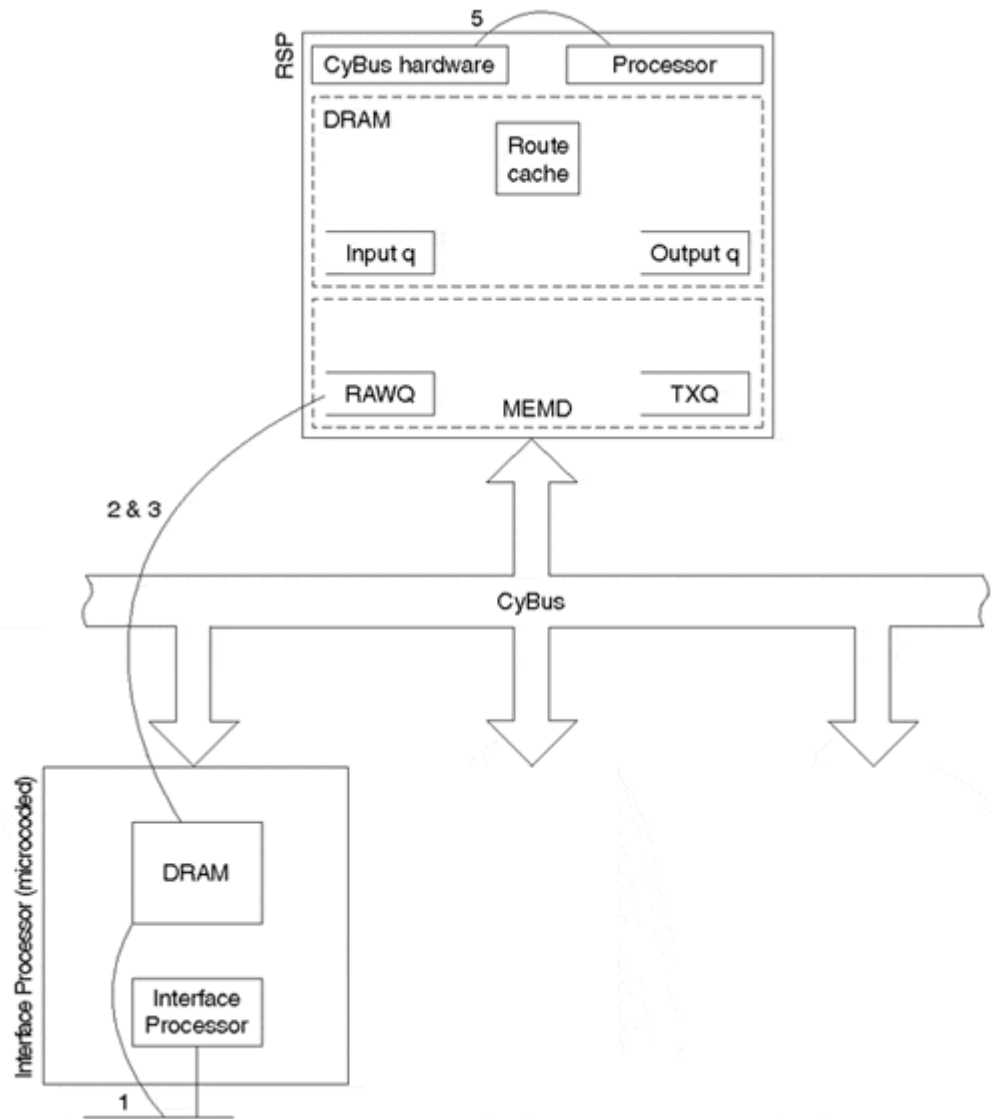 5
RSP
CyBus hardware
Processor
DRAM
Route
cache
Input q
Output q
RAWQ
MEMD
TXQ
2 & 3
CyBus
Interface Processor (microcoded)
DRAM
Interface
Processor
1